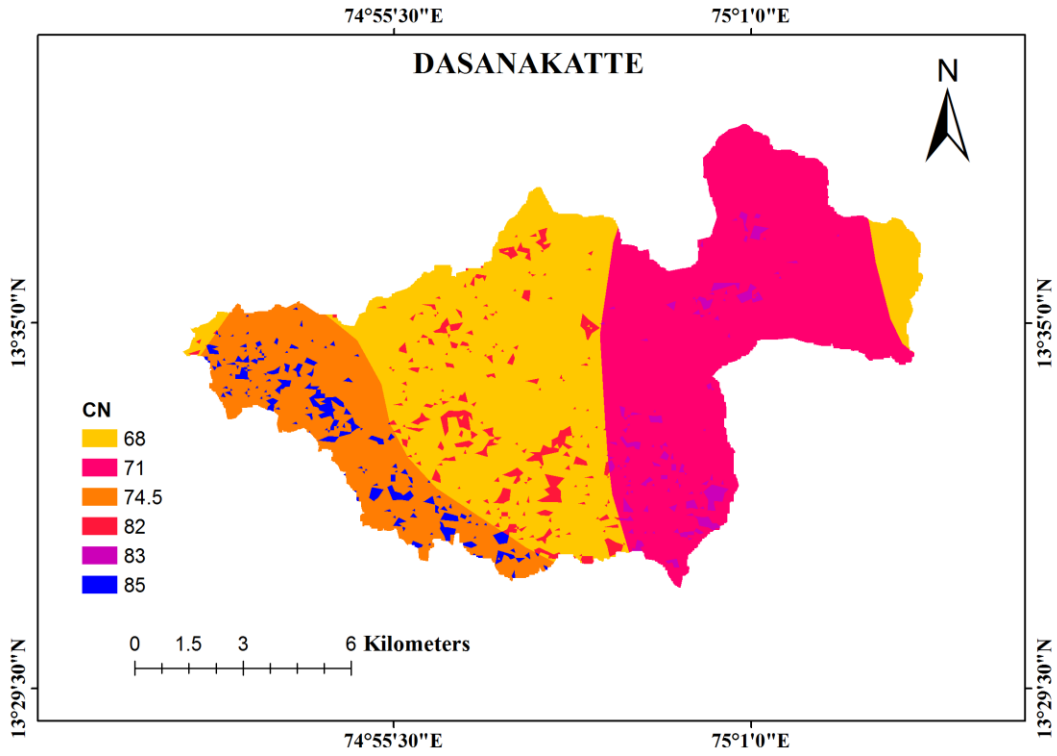 74°55'30"E 75°1'0"E
DASANAKATTE
N
13°35'0"N 13°35'0"N
CN
68
71
74.5
82
83
85
0 1.5 3 6 Kilometers
13°29'30"N 13°29'30"N
74°55'30"E 75°1'0"E